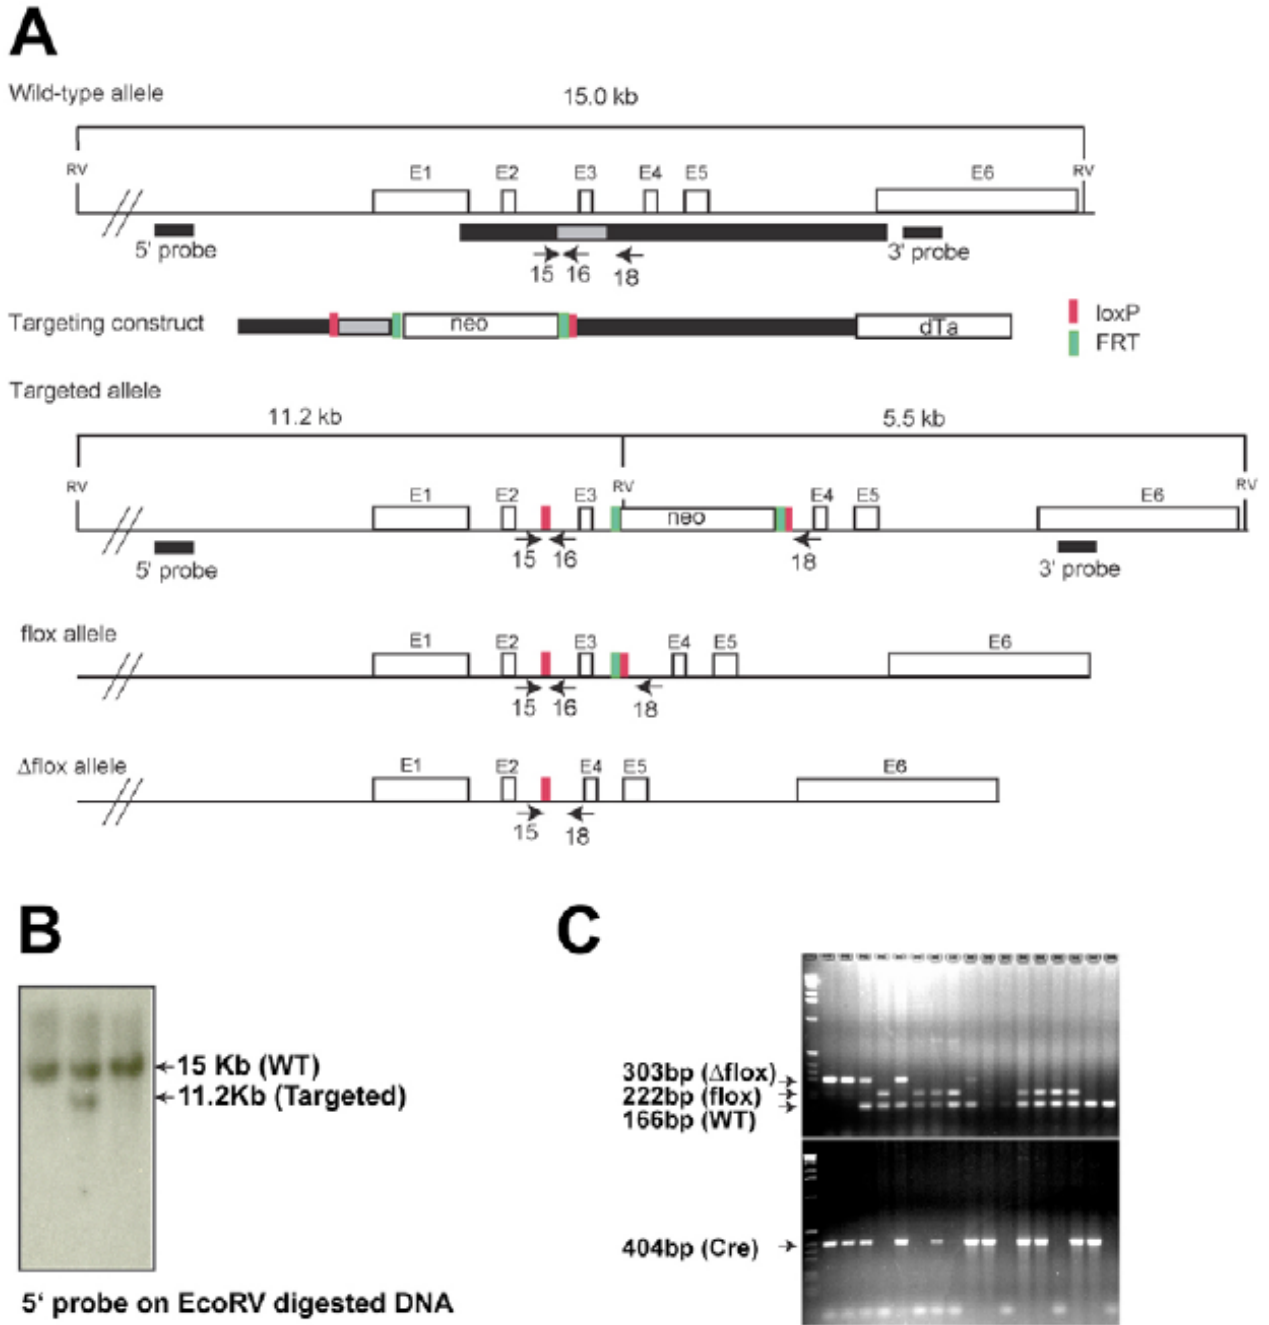 A
Wild-type allele
15.0 kb
RV E1 E2 E3 E4 E5 E6 RV
5' probe 3' probe
15 16 18
Targeting construct neo dTa
loxP
FRT
Targeted allele
11.2 kb 5.5 kb
RV E1 E2 E3 RV neo E4 E5 E6 RV
15 16 18
5' probe 3' probe
flox allele
E1 E2 E3 E4 E5 E6
15 16 18
Δflox allele
E1 E2 E4 E5 E6
15 18
B
15 Kb (WT)
11.2Kb (Targeted)
5‘ probe on EcoRV digested DNA
C
303bp (Δflox)
222bp (flox)
166bp (WT)
404bp (Cre)